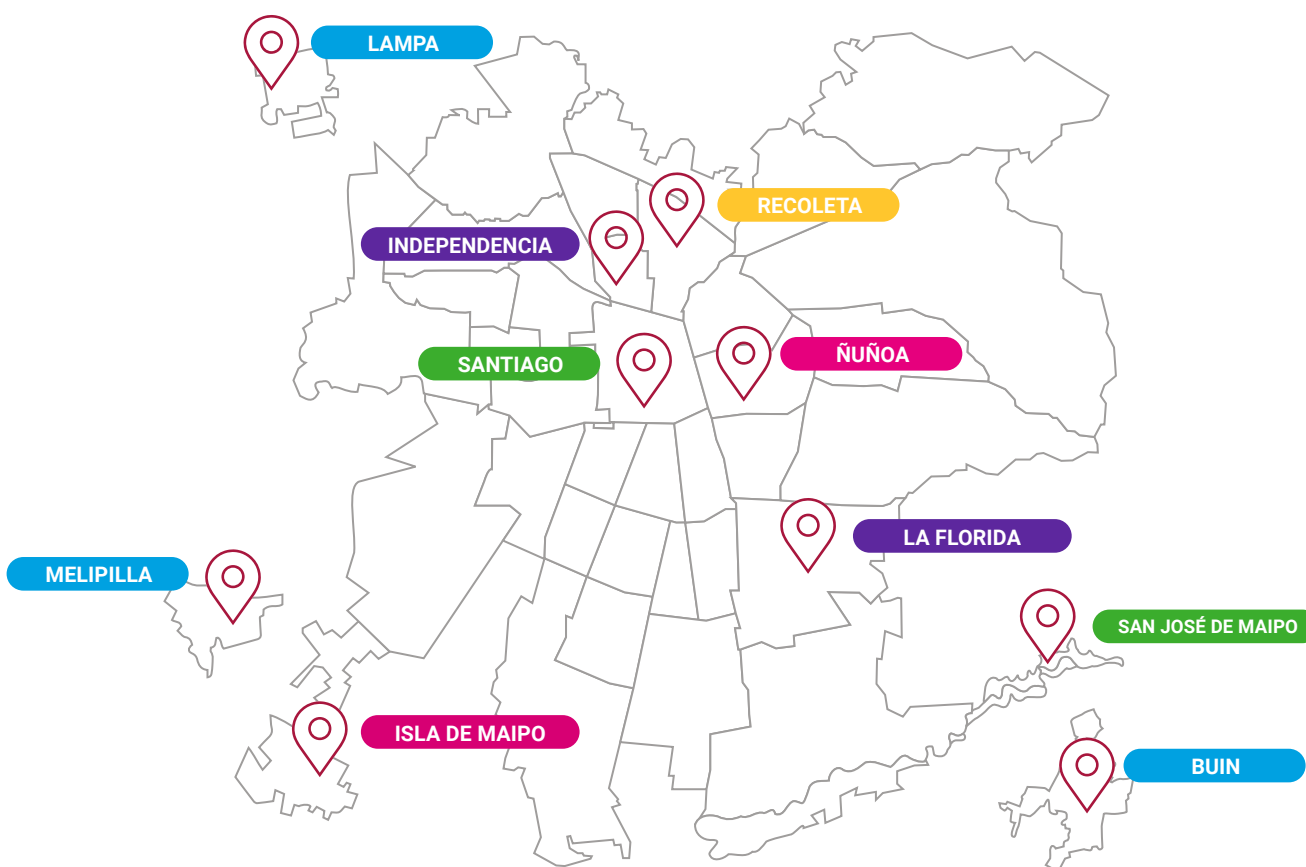 LAMPA
RECOLETA
INDEPENDENCIA
ÑUÑOA
SANTIAGO
LA FLORIDA
MELIPILLA
SAN JOSÉ DE MAIPO
ISLA DE MAIPO
BUIN